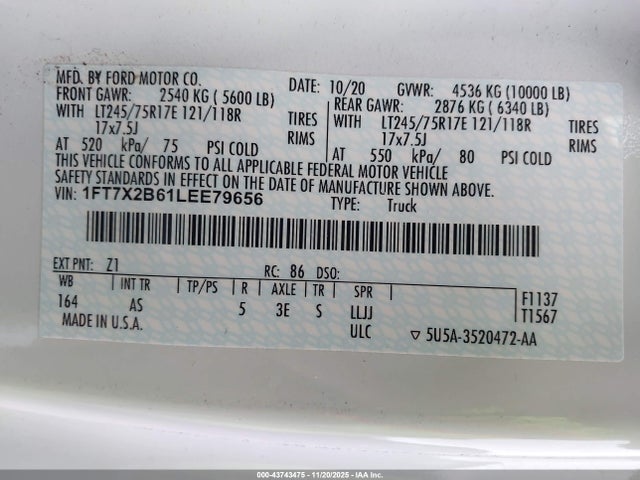 MFD. BY FORD MOTOR CO. DATE: 10/20 GVWR: 4536 KG (10000 LB)
FRONT GAWR: 2540 KG ( 5600 LB) REAR GAWR: 2876 KG ( 6340 LB)
WITH LT245/75R17E 121/118R TIRES WITH LT245/75R17E 121/118R TIRES
17x7.5J RIMS 17x7.5J RIMS
AT 520 kPa/ 75 PSI COLD AT 550 kPa/ 80 PSI COLD
THIS VEHICLE CONFORMS TO ALL APPLICABLE FEDERAL MOTOR VEHICLE
SAFETY STANDARDS IN EFFECT ON THE DATE OF MANUFACTURE SHOWN ABOVE.
VIN: 1FT7X2B61LEE79656 TYPE: Truck
EXT PNT: Z1 RC: 86 DSO:
WB INT TR TP/PS R AXLE TR SPR F1137
164 AS 5 3E S LLJJ T1567
ULC
MADE IN U.S.A. ▽ 5U5A-3520472-AA
000-43743475 - 11/20/2025 - IAA Inc.